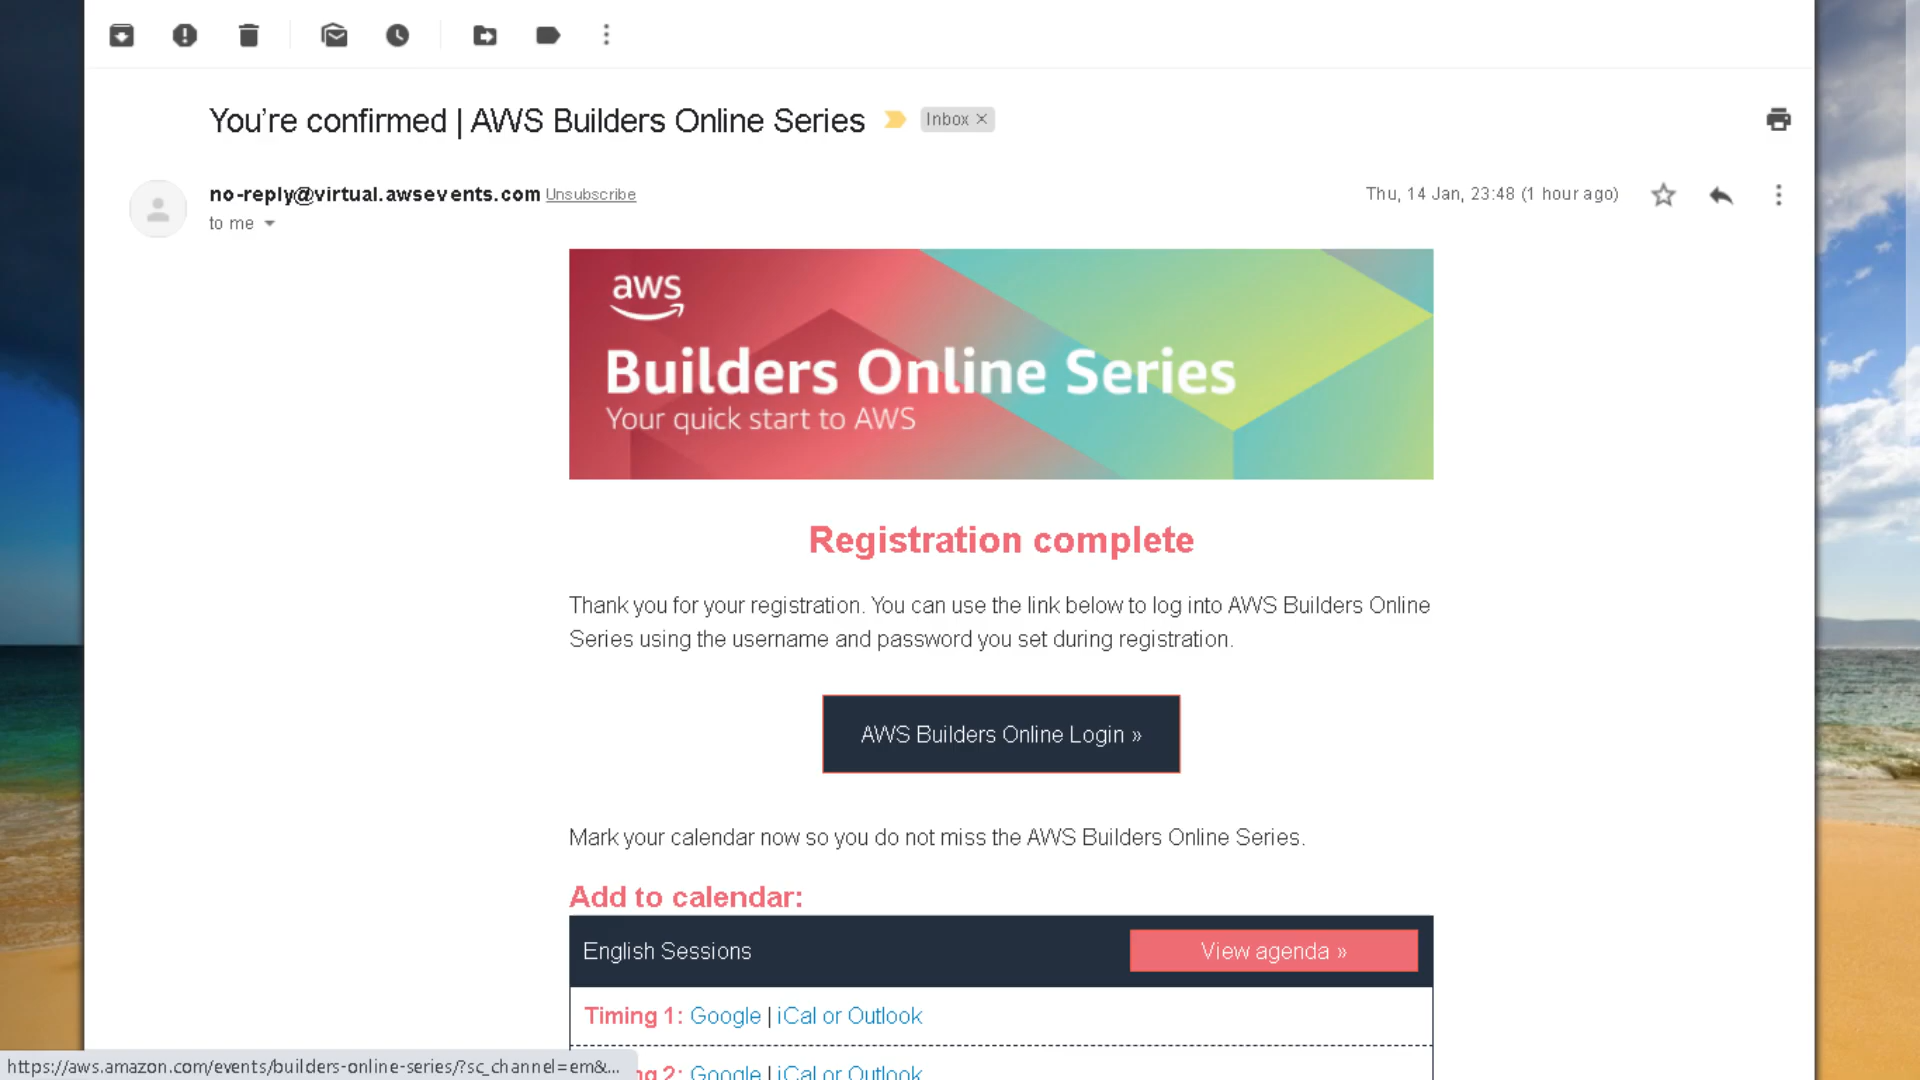 You're confirmed | AWS Builders Online Series
Inbox ×
no-reply@virtual.awsevents.com Unsubscribe
Thu, 14 Jan, 23:48 (1 hour ago)
to me
aws
Builders Online Series
Your quick start to AWS
Registration complete
Thank you for your registration. You can use the link below to log into AWS Builders Online
Series using the username and password you set during registration.
AWS Builders Online Login »
Mark your calendar now so you do not miss the AWS Builders Online Series.
Add to calendar:
English Sessions
View agenda »
Timing 1: Google | iCal or Outlook
ng 2: Google | iCal or Outlook
https://aws.amazon.com/events/builders-online-series/?sc_channel=em&...